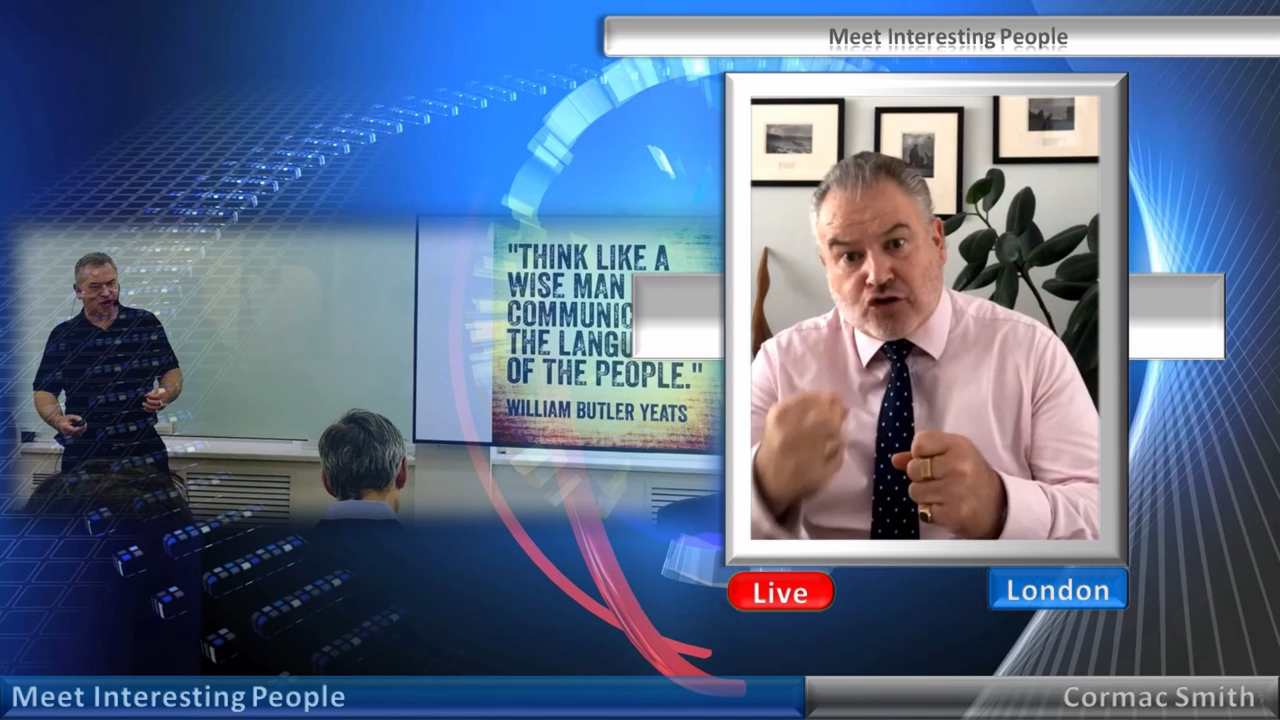 Meet Interesting People
"THINK LIKE A
WISE MAN
THE
OF THE PEOPLE."
WILLIAM BUTLER YEATS
Live
London
Meet Interesting People
Cormac Smith